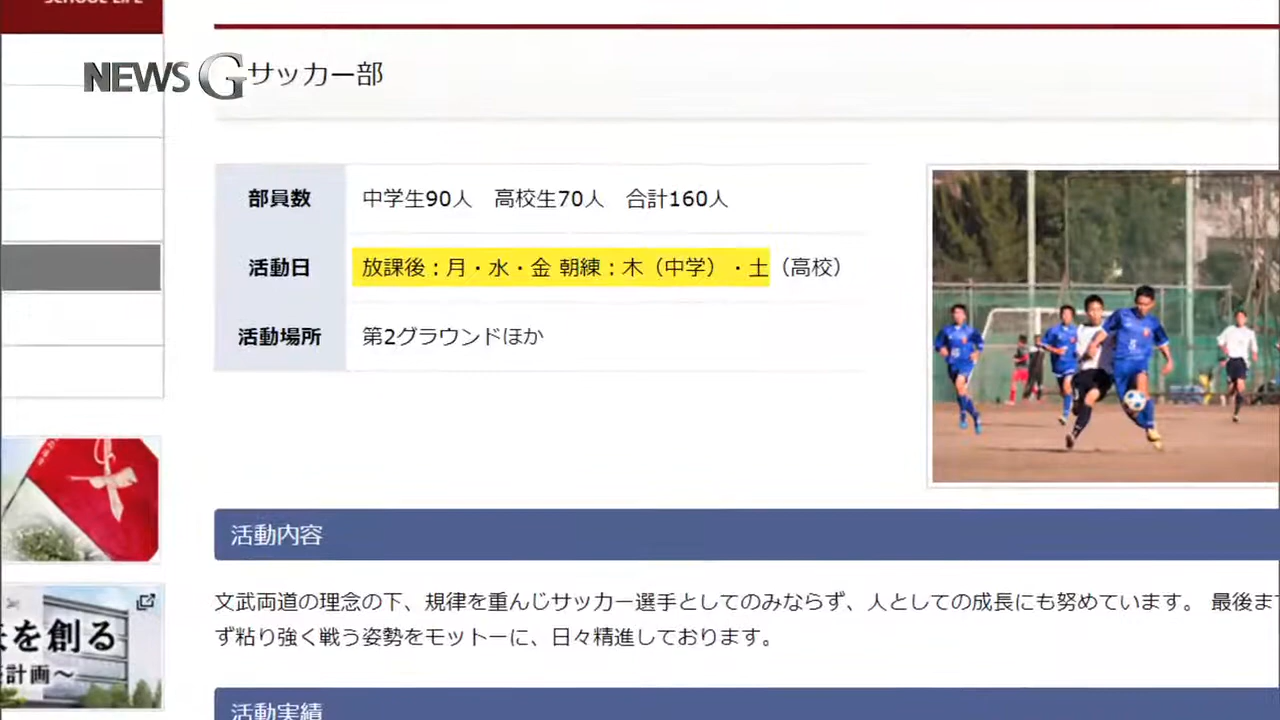 SCHOOL LIFE
NEWS G
サッカー部
部員数 中学生90人 高校生70人 合計160人
活動日 放課後：月・水・金 朝練：木（中学）・土（高校）
活動場所 第2グラウンドほか
活動内容
文武両道の理念の下、規律を重んじサッカー選手としてのみならず、人としての成長にも努めています。 最後ま
ず粘り強く戦う姿勢をモットーに、日々精進しております。
を創る
計画～
活動実績